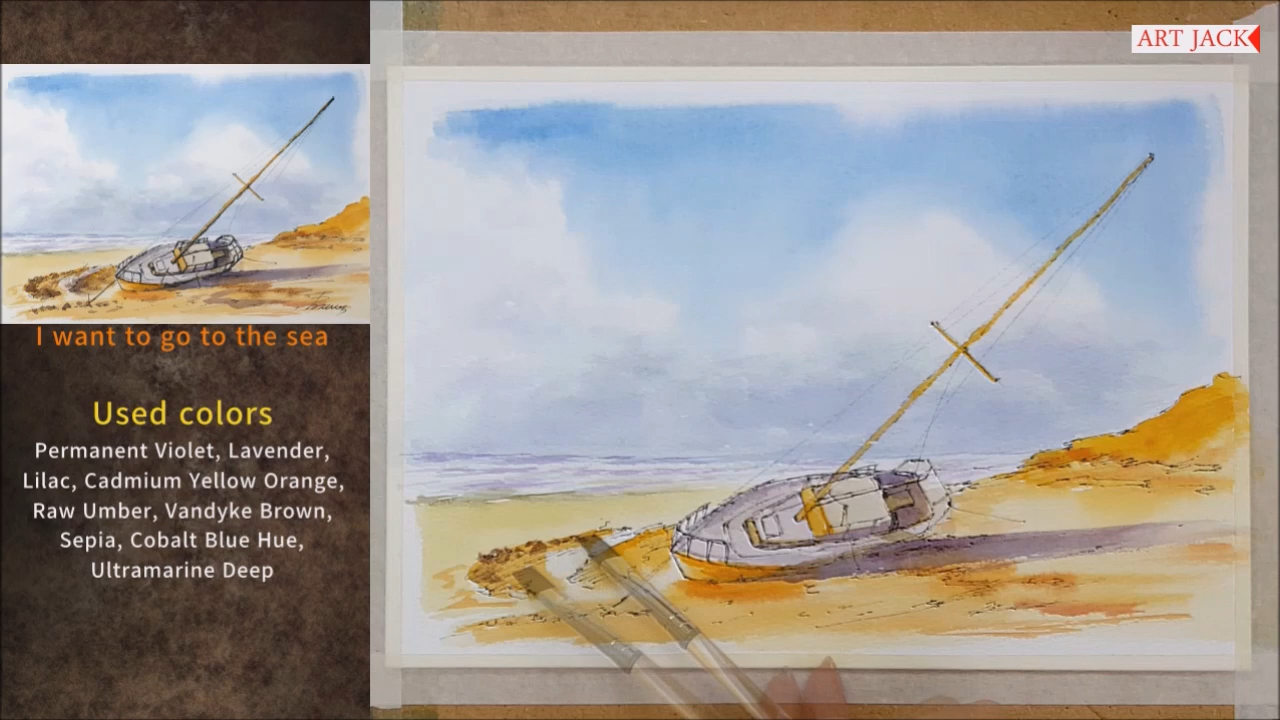 ART JACK
I want to go to the sea
Used colors
Permanent Violet, Lavender,
Lilac, Cadmium Yellow Orange,
Raw Umber, Vandyke Brown,
Sepia, Cobalt Blue Hue,
Ultramarine Deep